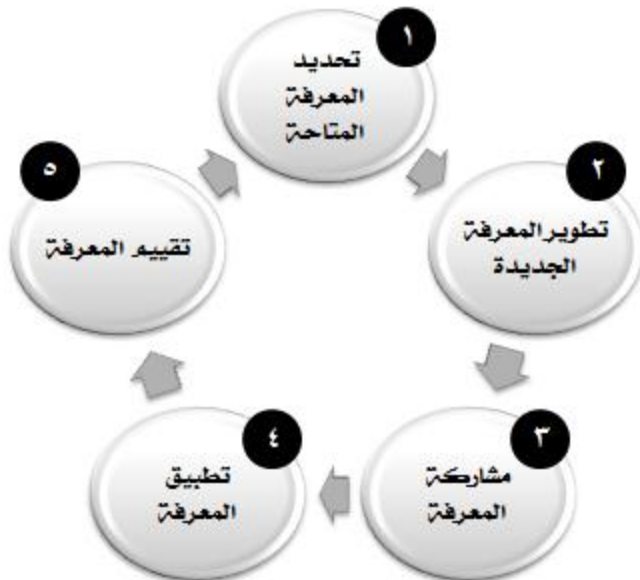 ١
تحديد
المعرفة
المتاحة
٢
تطوير المعرفة
الجديدة
٣
مشاركة
المعرفة
٤
تطبيق
المعرفة
٥
تقييم المعرفة